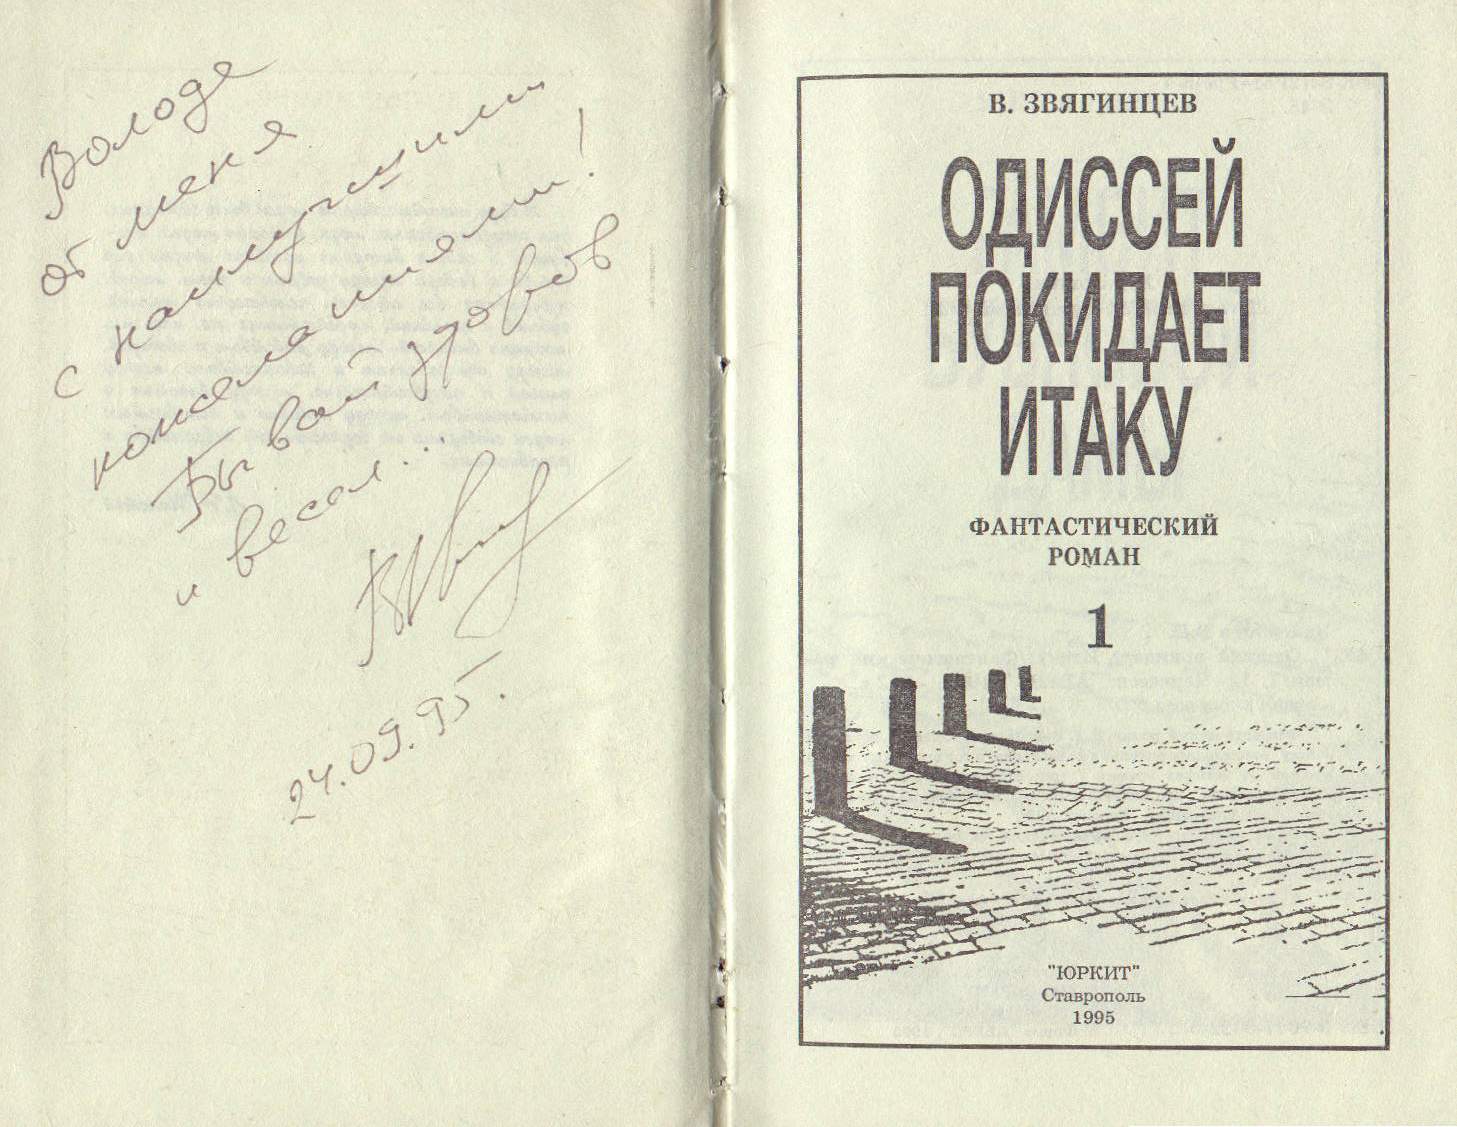 Володе
от меня
с наилучшими
пожеланиями!
Бывай здоров
и весел..
24.09.95.
В. ЗВЯГИНЦЕВ
ОДИССЕЙ
ПОКИДАЕТ
ИТАКУ
ФАНТАСТИЧЕСКИЙ
РОМАН
1
"ЮРКИТ"
Ставрополь
1995